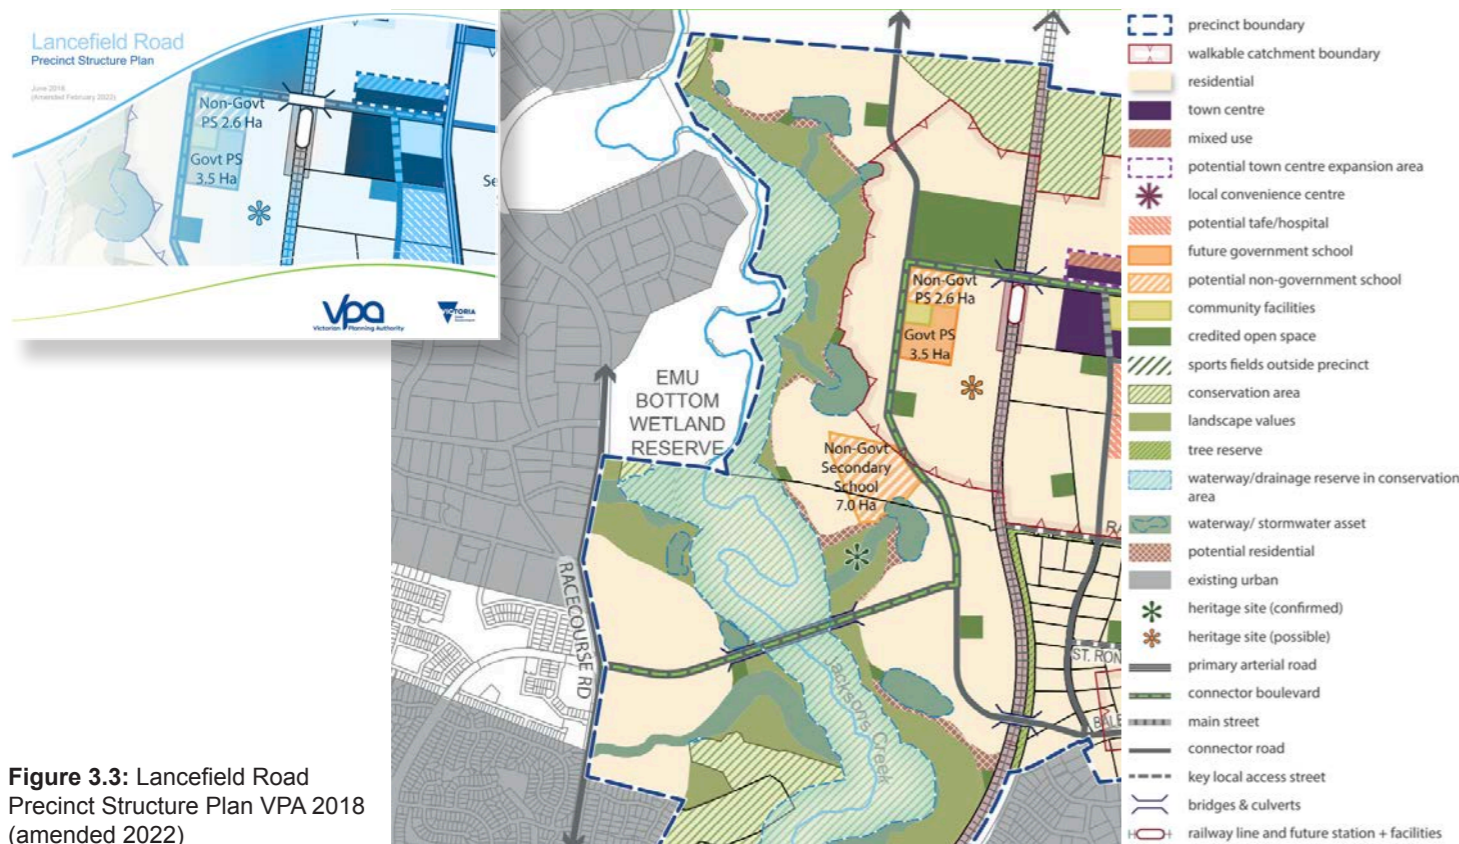 Lancefield Road
Precinct Structure Plan
June 2018
(Amended February 2022)
Non-Govt
PS 2.6 Ha
Govt PS
3.5 Ha
Se
vpa
Victorian Planning Authority
VICTORIA
State
Government
EMU
BOTTOM
WETLAND
RESERVE
Non-Govt
PS 2.6 Ha
Govt PS
3.5 Ha
Non-Govt
Secondary
School
7.0 Ha
RACECOURSE RD
Jacksons Creek
RA
ST. RON
BALB
precinct boundary
walkable catchment boundary
residential
town centre
mixed use
potential town centre expansion area
local convenience centre
potential tafe/hospital
future government school
potential non-government school
community facilities
credited open space
sports fields outside precinct
conservation area
landscape values
tree reserve
waterway/drainage reserve in conservation
area
waterway/ stormwater asset
potential residential
existing urban
heritage site (confirmed)
heritage site (possible)
primary arterial road
connector boulevard
main street
connector road
key local access street
bridges & culverts
railway line and future station + facilities
Figure 3.3: Lancefield Road
Precinct Structure Plan VPA 2018
(amended 2022)